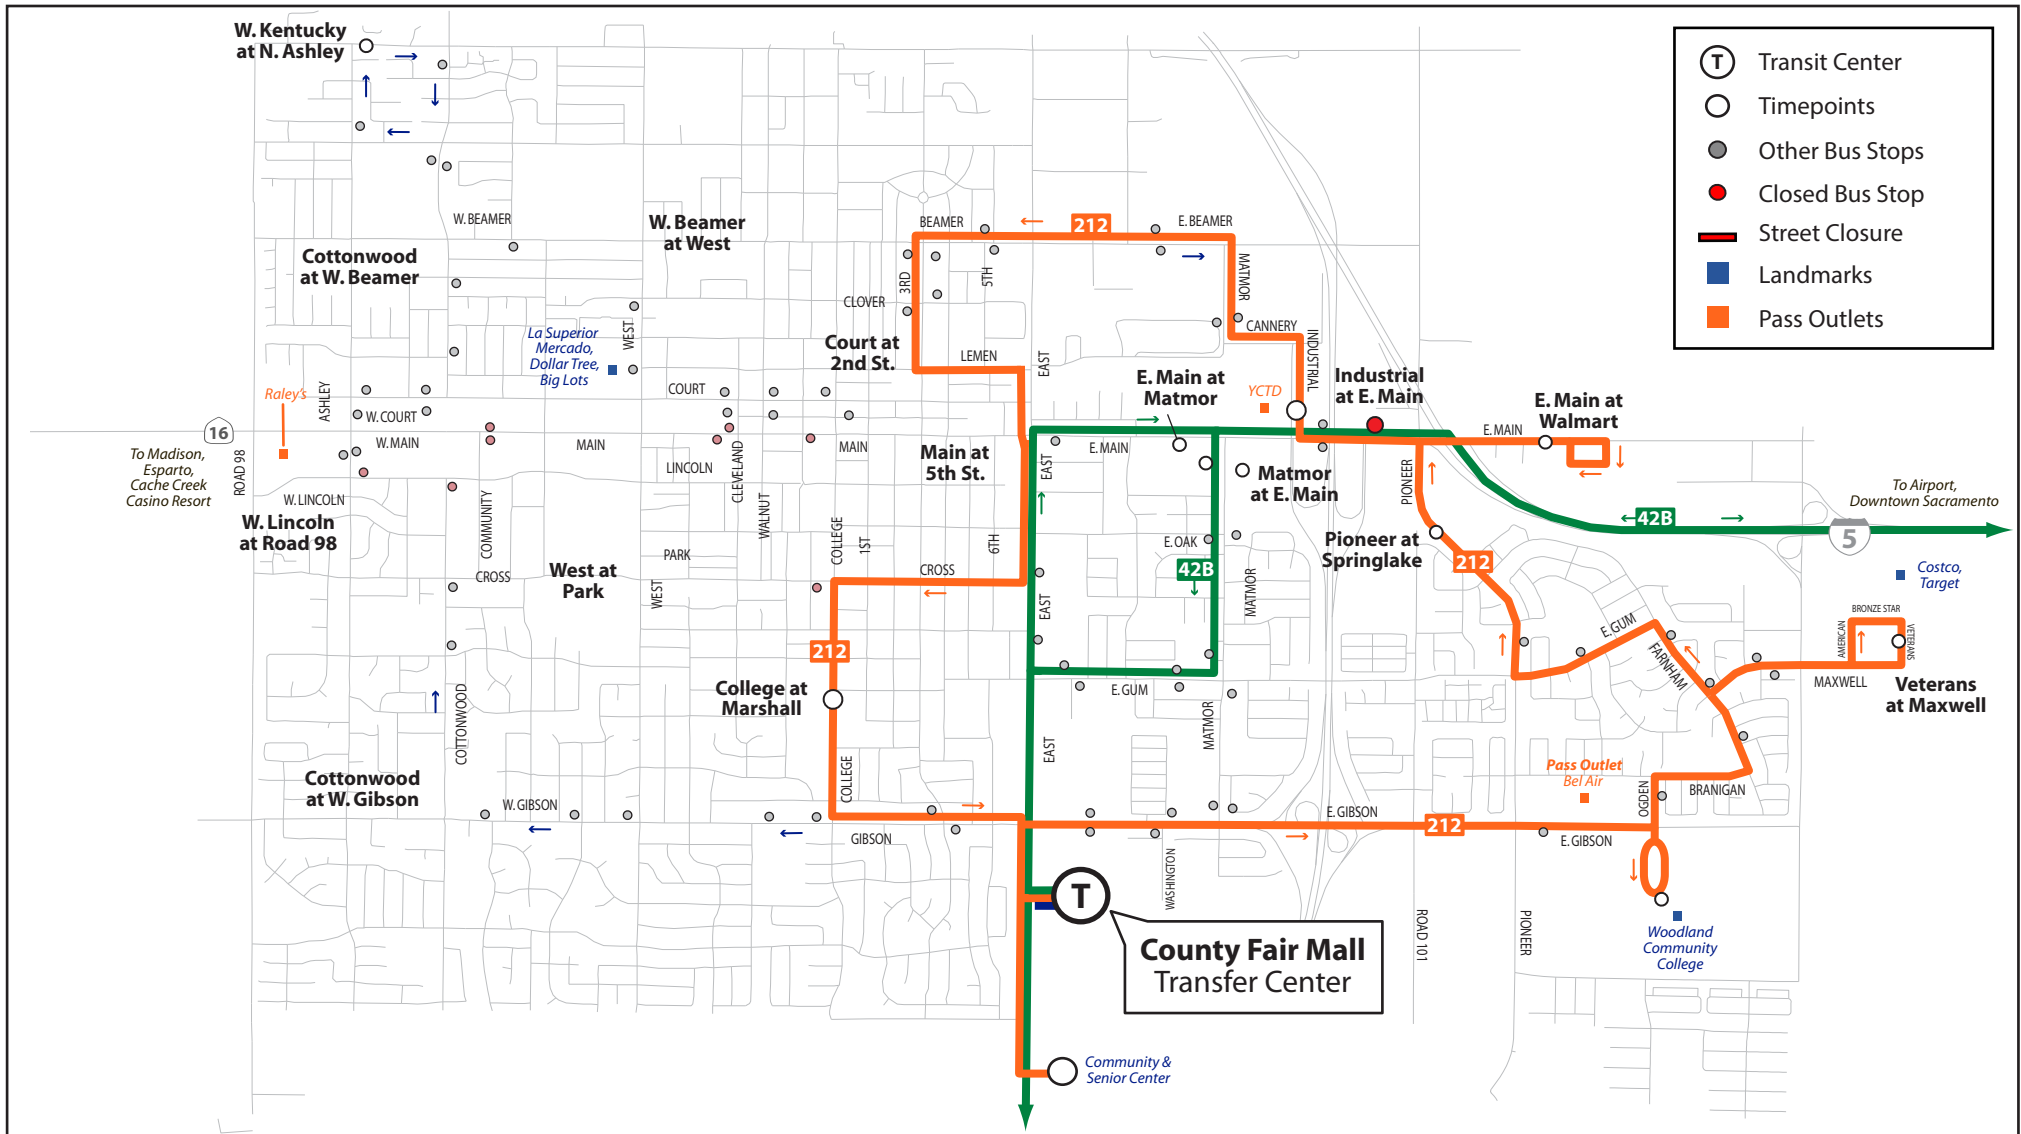 W. Kentucky
at N. Ashley
T
Transit Center
Timepoints
Other Bus Stops
Closed Bus Stop
Street Closure
Landmarks
Pass Outlets
W. BEAMER
W. Beamer
at West
BEAMER
212
E. BEAMER
Cottonwood
at W. Beamer
3RD
5TH
MATMOR
CLOVER
CANNERY
INDUSTRIAL
La Superior
Mercado,
Dollar Tree,
Big Lots
WEST
Court at
2nd St.
LEMEN
EAST
E. Main at
Matmor
YCTD
Industrial
at E. Main
E. Main at
Walmart
Raley's
ASHLEY
COURT
W. COURT
16
W. MAIN
MAIN
MAIN
E. MAIN
E. MAIN
To Madison,
Esparto,
Cache Creek
Casino Resort
ROAD 98
LINCOLN
CLEVELAND
Main at
5th St.
EAST
Matmor
at E. Main
PIONEER
To Airport,
Downtown Sacramento
W. LINCOLN
W. Lincoln
at Road 98
COMMUNITY
WALNUT
COLLEGE
1ST
6TH
42B
5
PARK
E. OAK
Pioneer at
Springlake
212
West at
Park
CROSS
CROSS
42B
WEST
EAST
MATMOR
Costco,
Target
BRONZE STAR
AMERICAN
VETERANS
E. GUM
FARNHAM
212
College at
Marshall
E. GUM
MAXWELL
Veterans
at Maxwell
COTTONWOOD
EAST
MATMOR
Cottonwood
at W. Gibson
COLLEGE
Pass Outlet
Bel Air
OGDEN
BRANIGAN
W. GIBSON
GIBSON
E. GIBSON
212
E. GIBSON
WASHINGTON
T
County Fair Mall
Transfer Center
ROAD 101
PIONEER
Woodland
Community
College
Community &
Senior Center